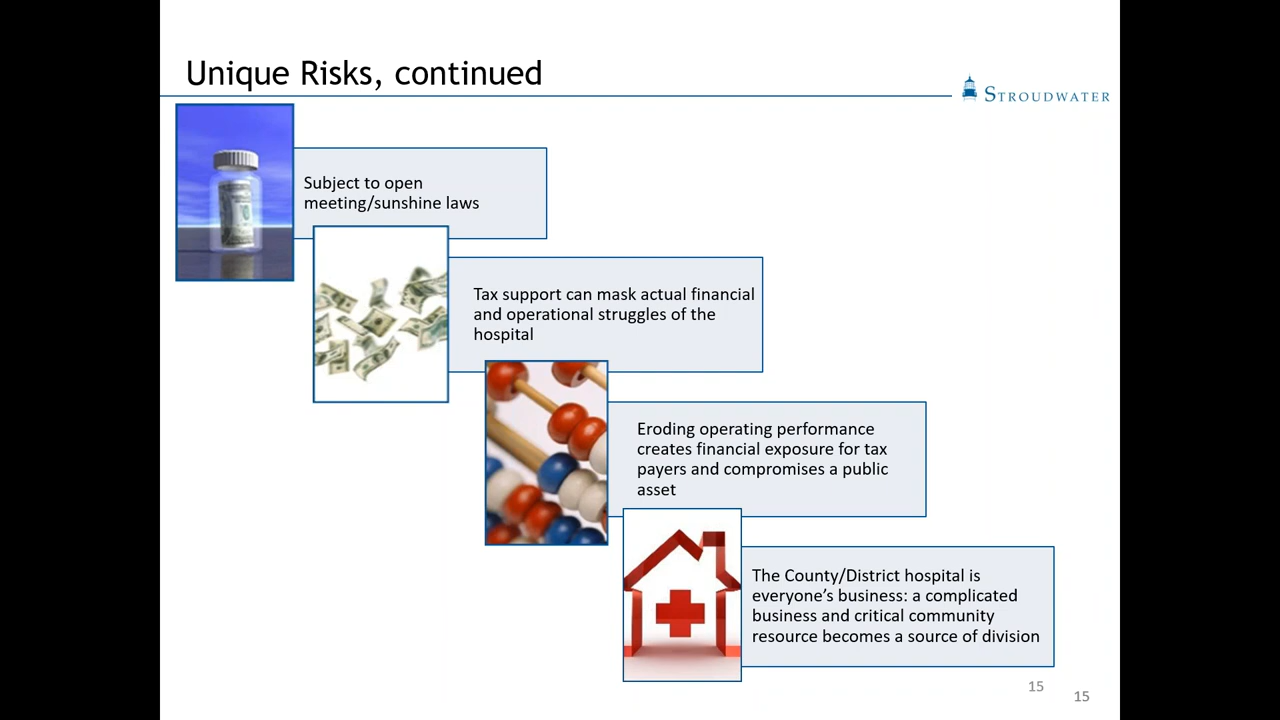 Unique Risks, continued
STROUDWATER
Subject to open
meeting/sunshine laws
Tax support can mask actual financial
and operational struggles of the
hospital
Eroding operating performance
creates financial exposure for tax
payers and compromises a public
asset
The County/District hospital is
everyone’s business: a complicated
business and critical community
resource becomes a source of division
15
15